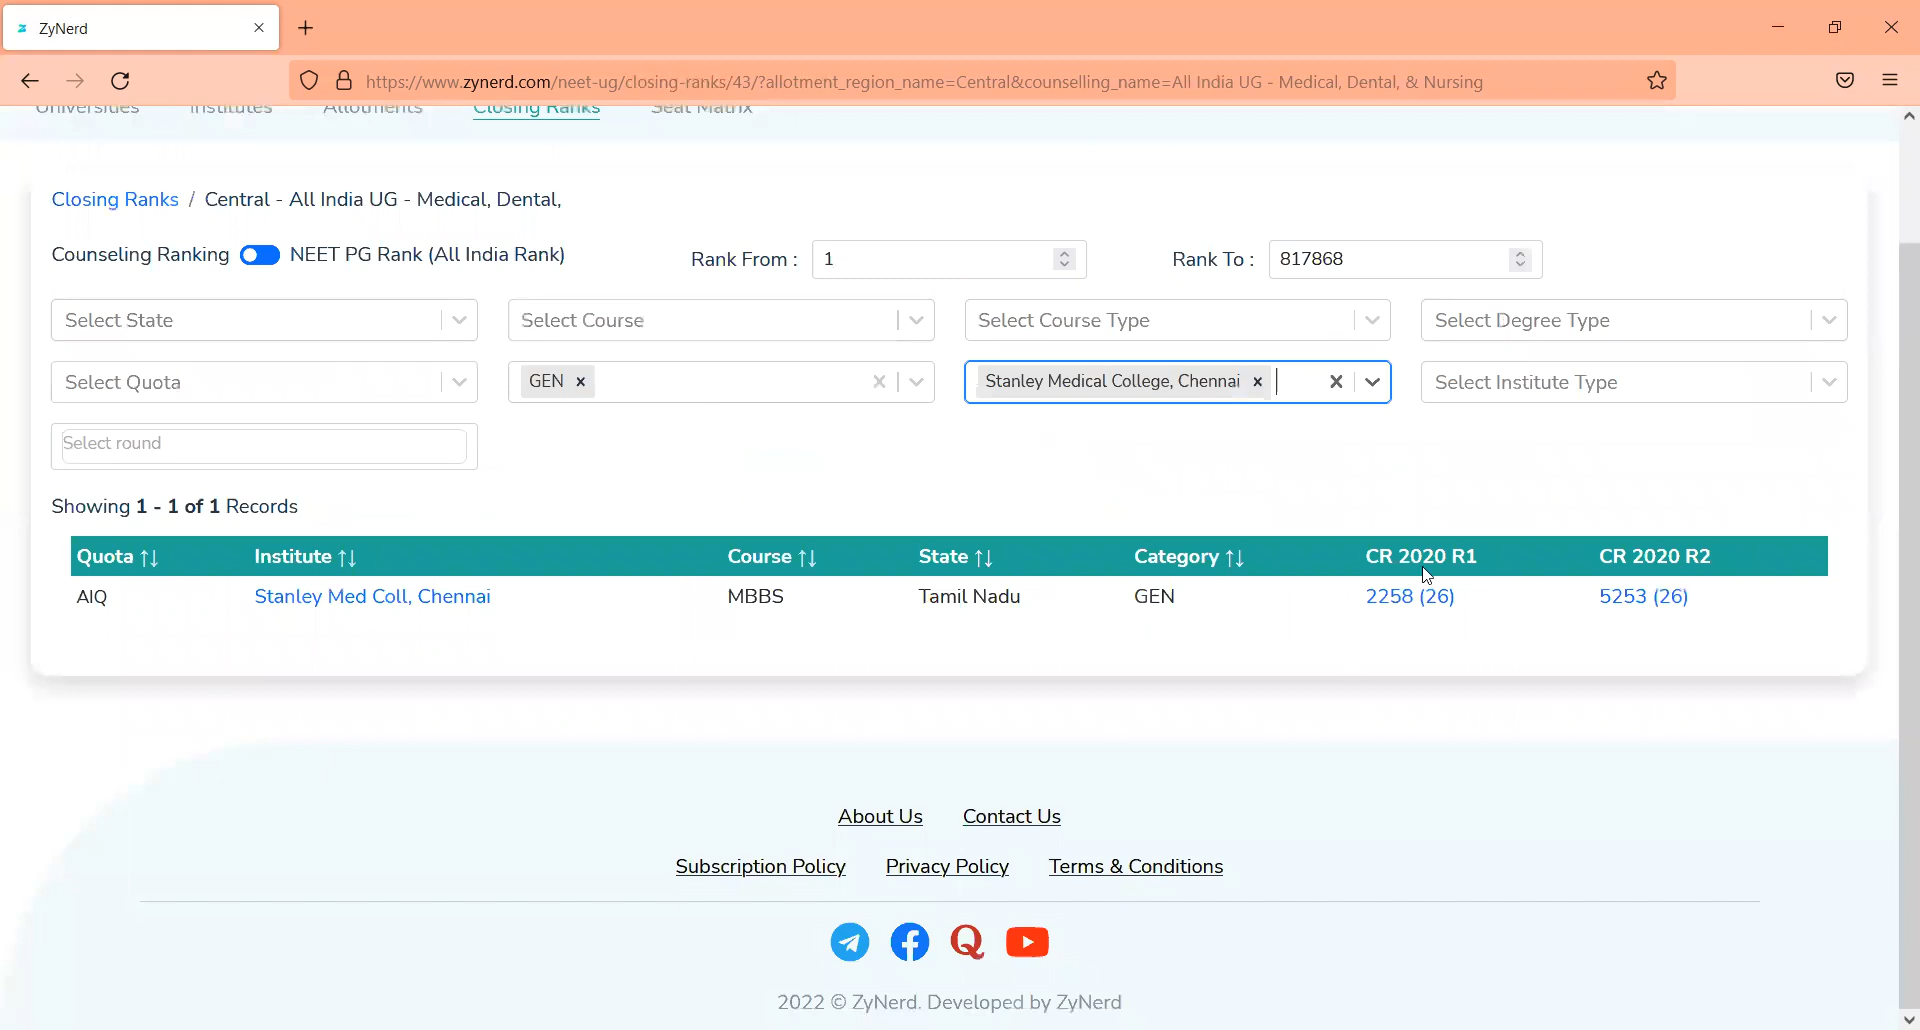 ZyNerd
https://www.zynerd.com/neet-ug/closing-ranks/43/?allotment_region_name=Central&counselling_name=All India UG - Medical, Dental, & Nursing
Universities Institutes Allotments Closing Ranks Seat Matrix
Closing Ranks / Central - All India UG - Medical, Dental,
Counseling Ranking NEET PG Rank (All India Rank) Rank From : 1 Rank To : 817868
Select State Select Course Select Course Type Select Degree Type
Select Quota GEN Stanley Medical College, Chennai Select Institute Type
Select round
Showing 1 - 1 of 1 Records
Quota Institute Course State Category CR 2020 R1 CR 2020 R2
AIQ Stanley Med Coll, Chennai MBBS Tamil Nadu GEN 2258 (26) 5253 (26)
About Us Contact Us
Subscription Policy Privacy Policy Terms & Conditions
2022 © ZyNerd. Developed by ZyNerd